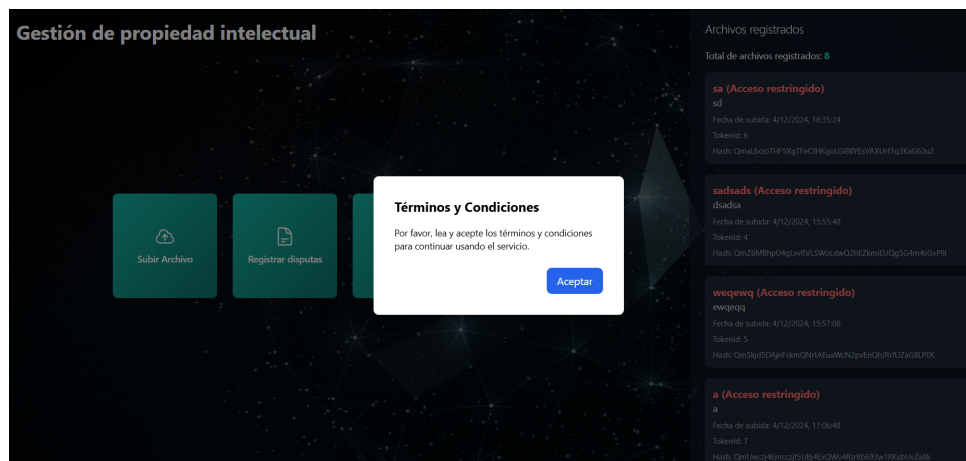 Gestión de propiedad intelectual
Subir Archivo
Registrar disputas
Términos y Condiciones
Por favor, lea y acepte los términos y condiciones
para continuar usando el servicio.
Aceptar
Archivos registrados
Total de archivos registrados: 8
sa (Acceso restringido)
sd
Fecha de subida: 4/12/2024, 16:35:24
TokenId: 6
Hash:
sadsads (Acceso restringido)
dsadsa
Fecha de subida: 4/12/2024, 15:55:48
TokenId: 4
Hash:
weqewq (Acceso restringido)
ewqeqq
Fecha de subida: 4/12/2024, 15:57:00
TokenId: 5
Hash:
a (Acceso restringido)
a
Fecha de subida: 4/12/2024, 17:06:48
TokenId: 7
Hash: